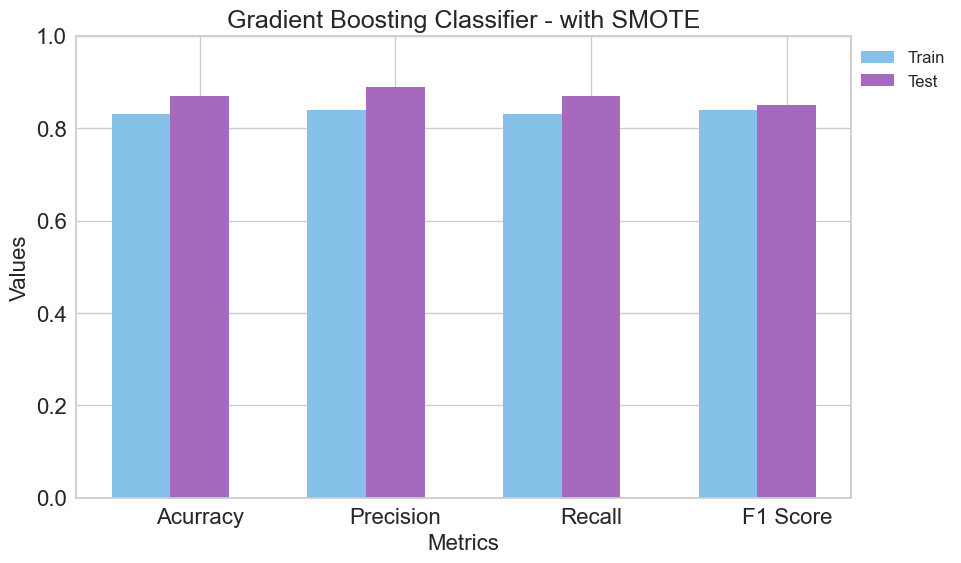 Gradient Boosting Classifier - with SMOTE
1.0
0.8
0.6
0.4
0.2
0.0
Values
Acurracy Precision Recall F1 Score
Metrics
Train
Test